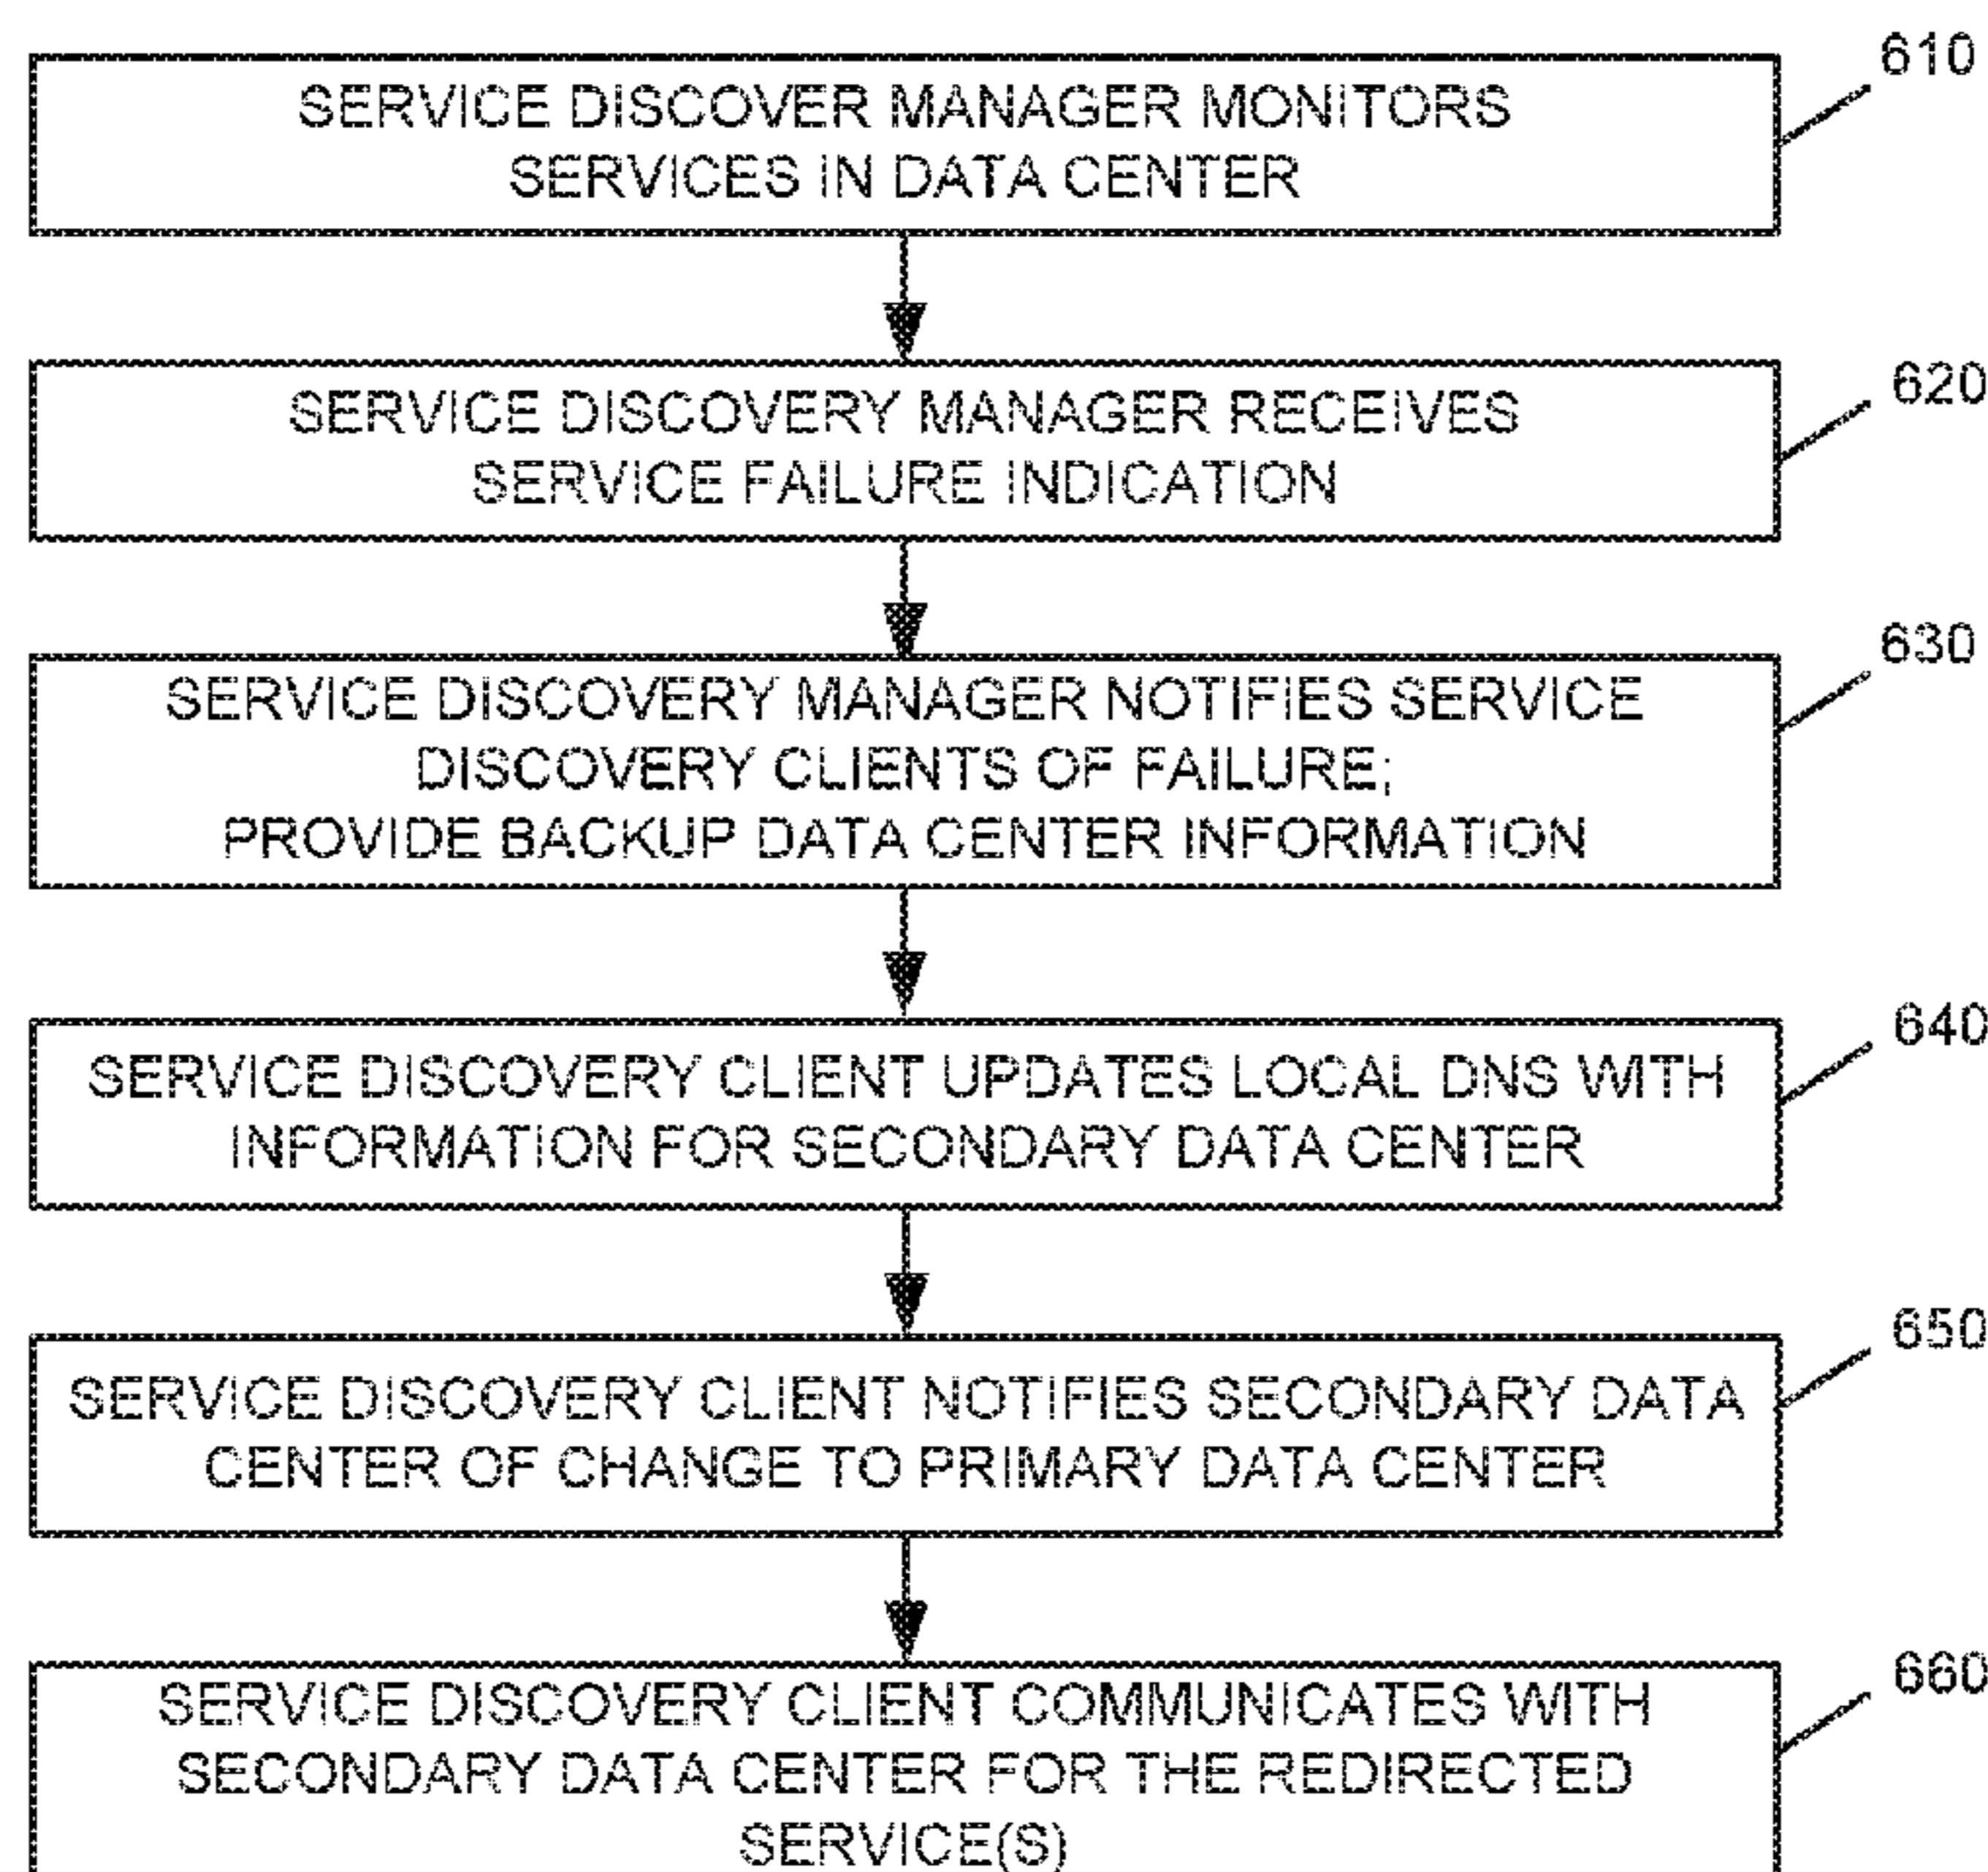 610
SERVICE DISCOVER MANAGER MONITORS
SERVICES IN DATA CENTER
620
SERVICE DISCOVERY MANAGER RECEIVES
SERVICE FAILURE INDICATION
630
SERVICE DISCOVERY MANAGER NOTIFIES SERVICE
DISCOVERY CLIENTS OF FAILURE;
PROVIDE BACKUP DATA CENTER INFORMATION
640
SERVICE DISCOVERY CLIENT UPDATES LOCAL DNS WITH
INFORMATION FOR SECONDARY DATA CENTER
650
SERVICE DISCOVERY CLIENT NOTIFIES SECONDARY DATA
CENTER OF CHANGE TO PRIMARY DATA CENTER
660
SERVICE DISCOVERY CLIENT COMMUNICATES WITH
SECONDARY DATA CENTER FOR THE REDIRECTED
SERVICE(S)